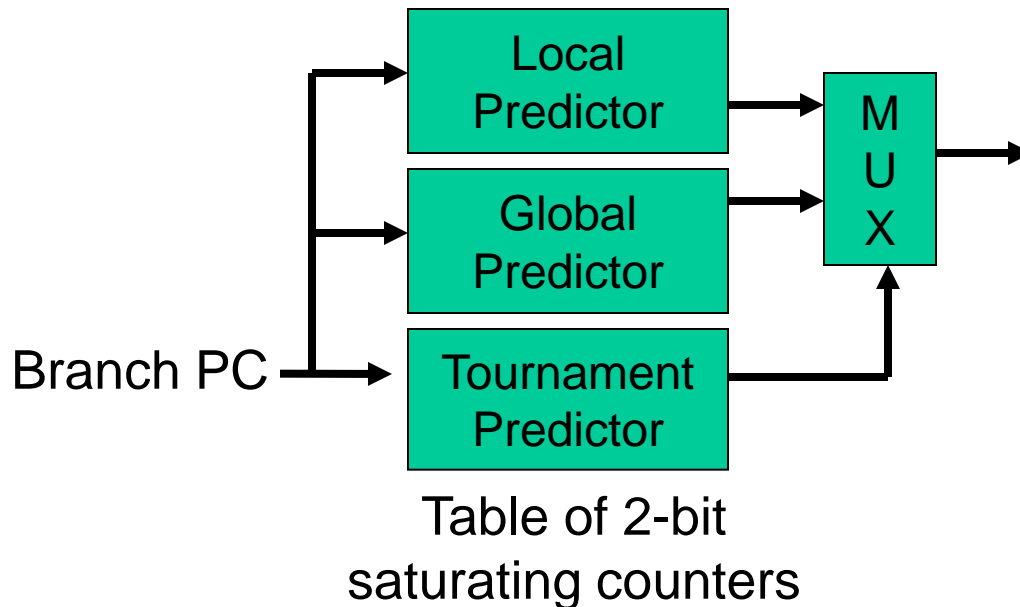 Local
Predictor
Global
Predictor
M
U
X
Branch PC
Tournament
Predictor
Table of 2-bit
saturating counters